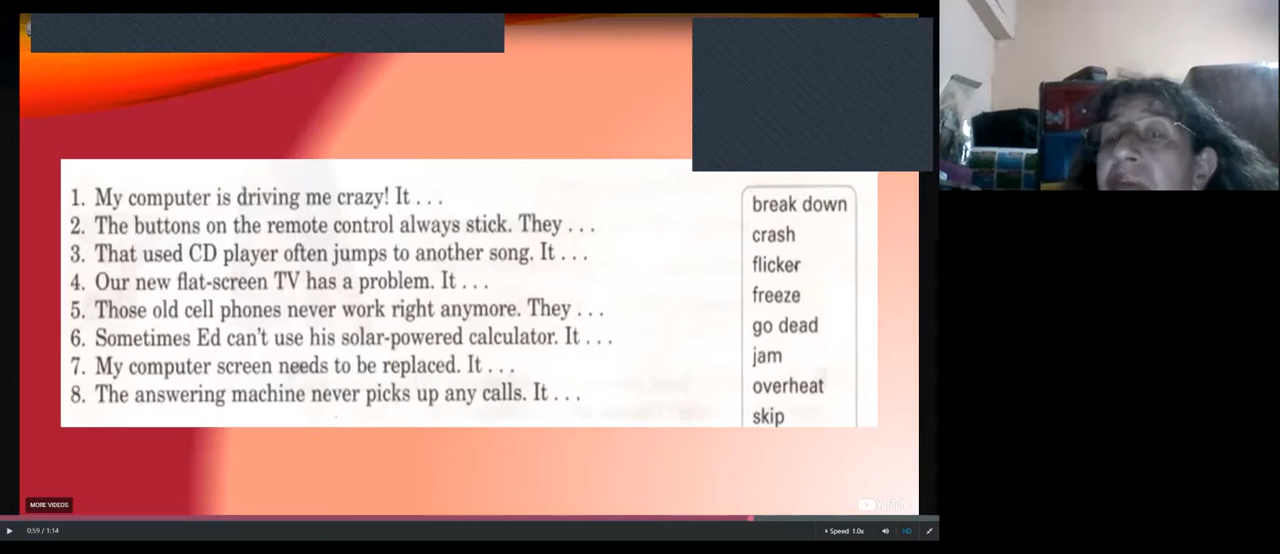 1. My computer is driving me crazy! It . . .
2. The buttons on the remote control always stick. They . . .
3. That used CD player often jumps to another song. It . . .
4. Our new flat-screen TV has a problem. It . . .
5. Those old cell phones never work right anymore. They . . .
6. Sometimes Ed can't use his solar-powered calculator. It . . .
7. My computer screen needs to be replaced. It . . .
8. The answering machine never picks up any calls. It . . .
break down
crash
flicker
freeze
go dead
jam
overheat
skip
MORE VIDEOS
YouTube
0:59 / 1:14
Speed 1.0x
HD